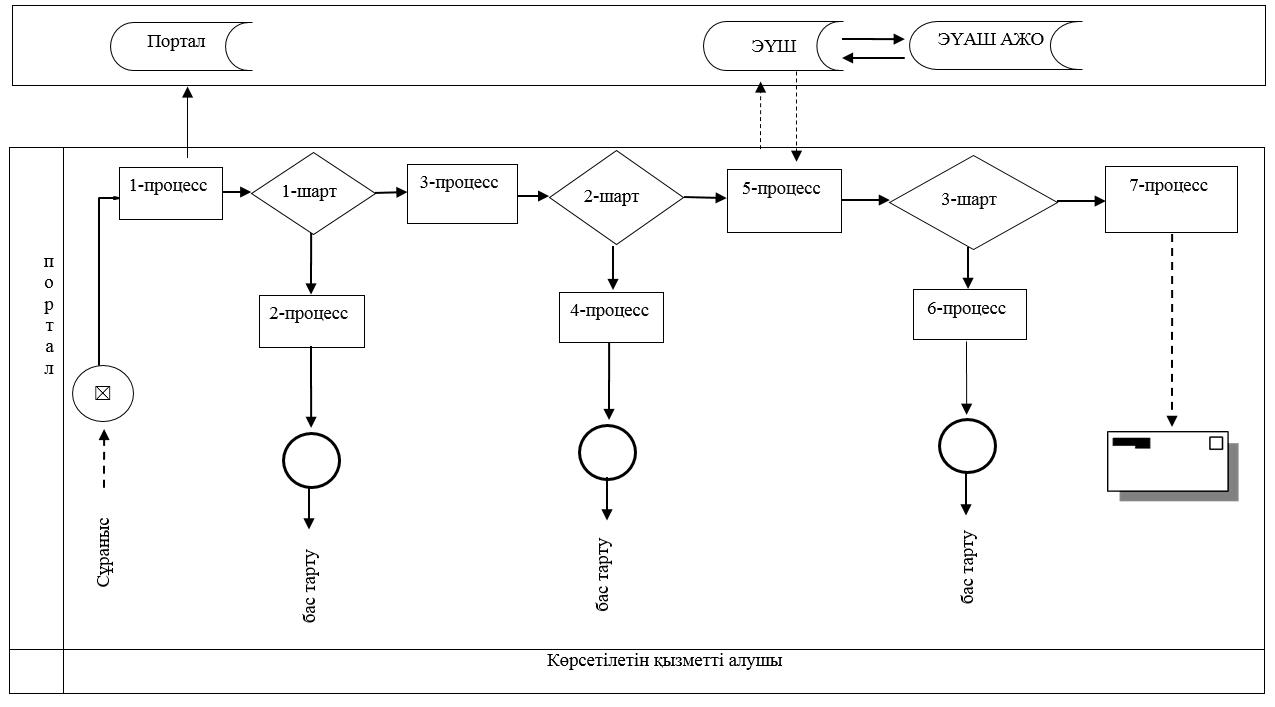 Портал
ЭҮШ
ЭҮАШ АЖО
1-процесс
1-шарт
3-процесс
2-шарт
5-процесс
3-шарт
7-процесс
портал
2-процесс
4-процесс
6-процесс
Сұраныс
бас тарту
бас тарту
бас тарту
Көрсетілетін қызметті алушы